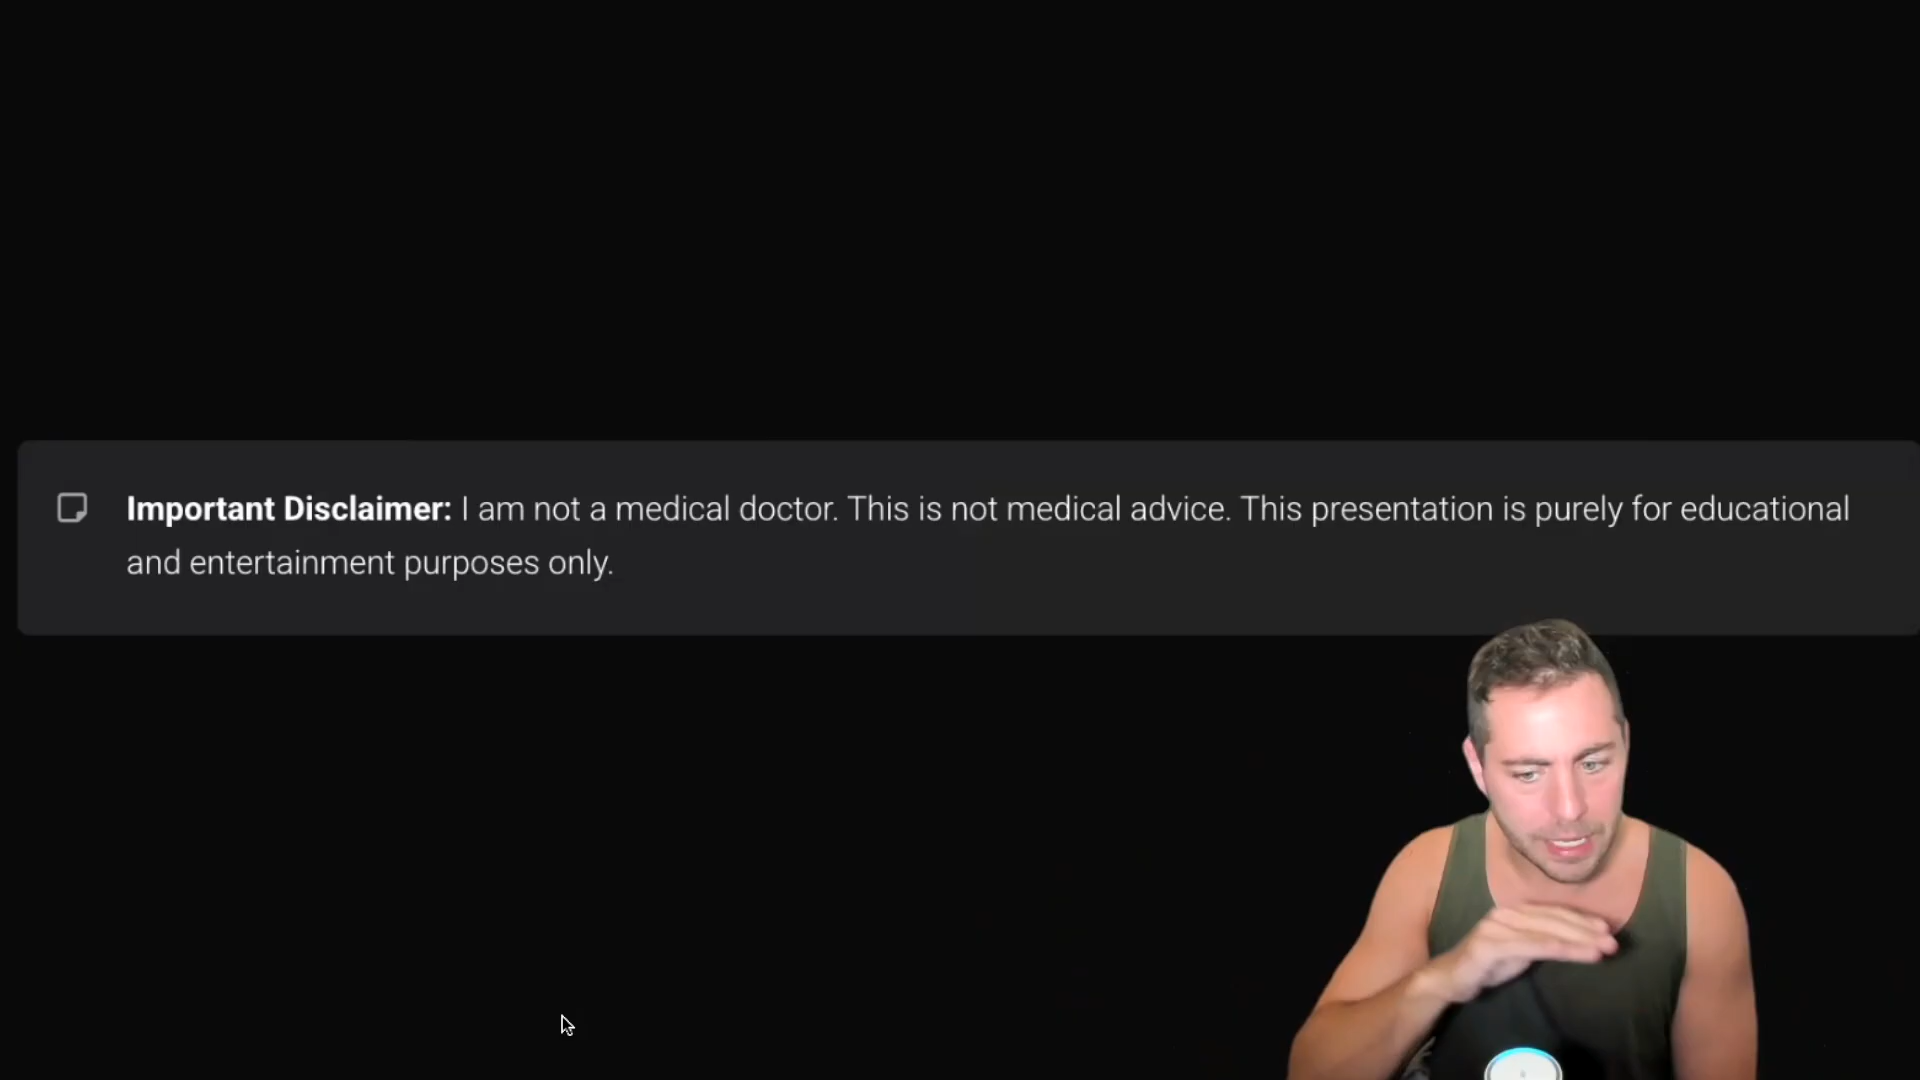 Important Disclaimer: I am not a medical doctor. This is not medical advice. This presentation is purely for educational
and entertainment purposes only.